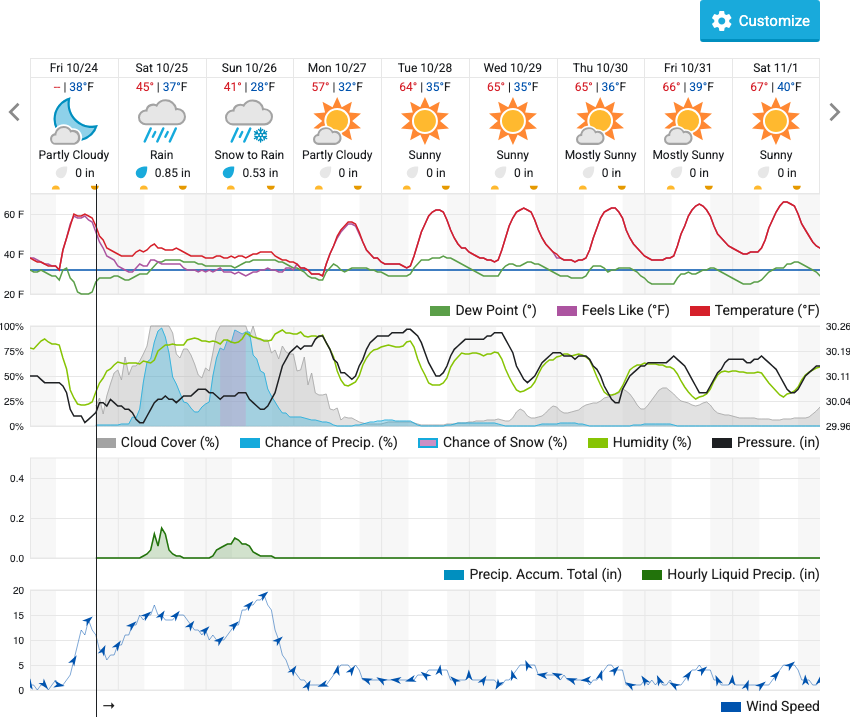 Customize
Fri 10/24 Sat 10/25 Sun 10/26 Mon 10/27 Tue 10/28 Wed 10/29 Thu 10/30 Fri 10/31 Sat 11/1
-- | 38°F 45° | 37°F 41° | 28°F 57° | 32°F 64° | 35°F 65° | 35°F 65° | 36°F 66° | 39°F 67° | 40°F
Partly Cloudy Rain Snow to Rain Partly Cloudy Sunny Sunny Mostly Sunny Mostly Sunny Sunny
0 in 0.85 in 0.53 in 0 in 0 in 0 in 0 in 0 in 0 in
60 F
40 F
20 F
Dew Point (°) Feels Like (°F) Temperature (°F)
100% 30.26
75% 30.19
50% 30.11
25% 30.04
0% 29.96
Cloud Cover (%) Chance of Precip. (%) Chance of Snow (%) Humidity (%) Pressure. (in)
0.4
0.2
0.0
Precip. Accum. Total (in) Hourly Liquid Precip. (in)
20
15
10
5
0
→
Wind Speed